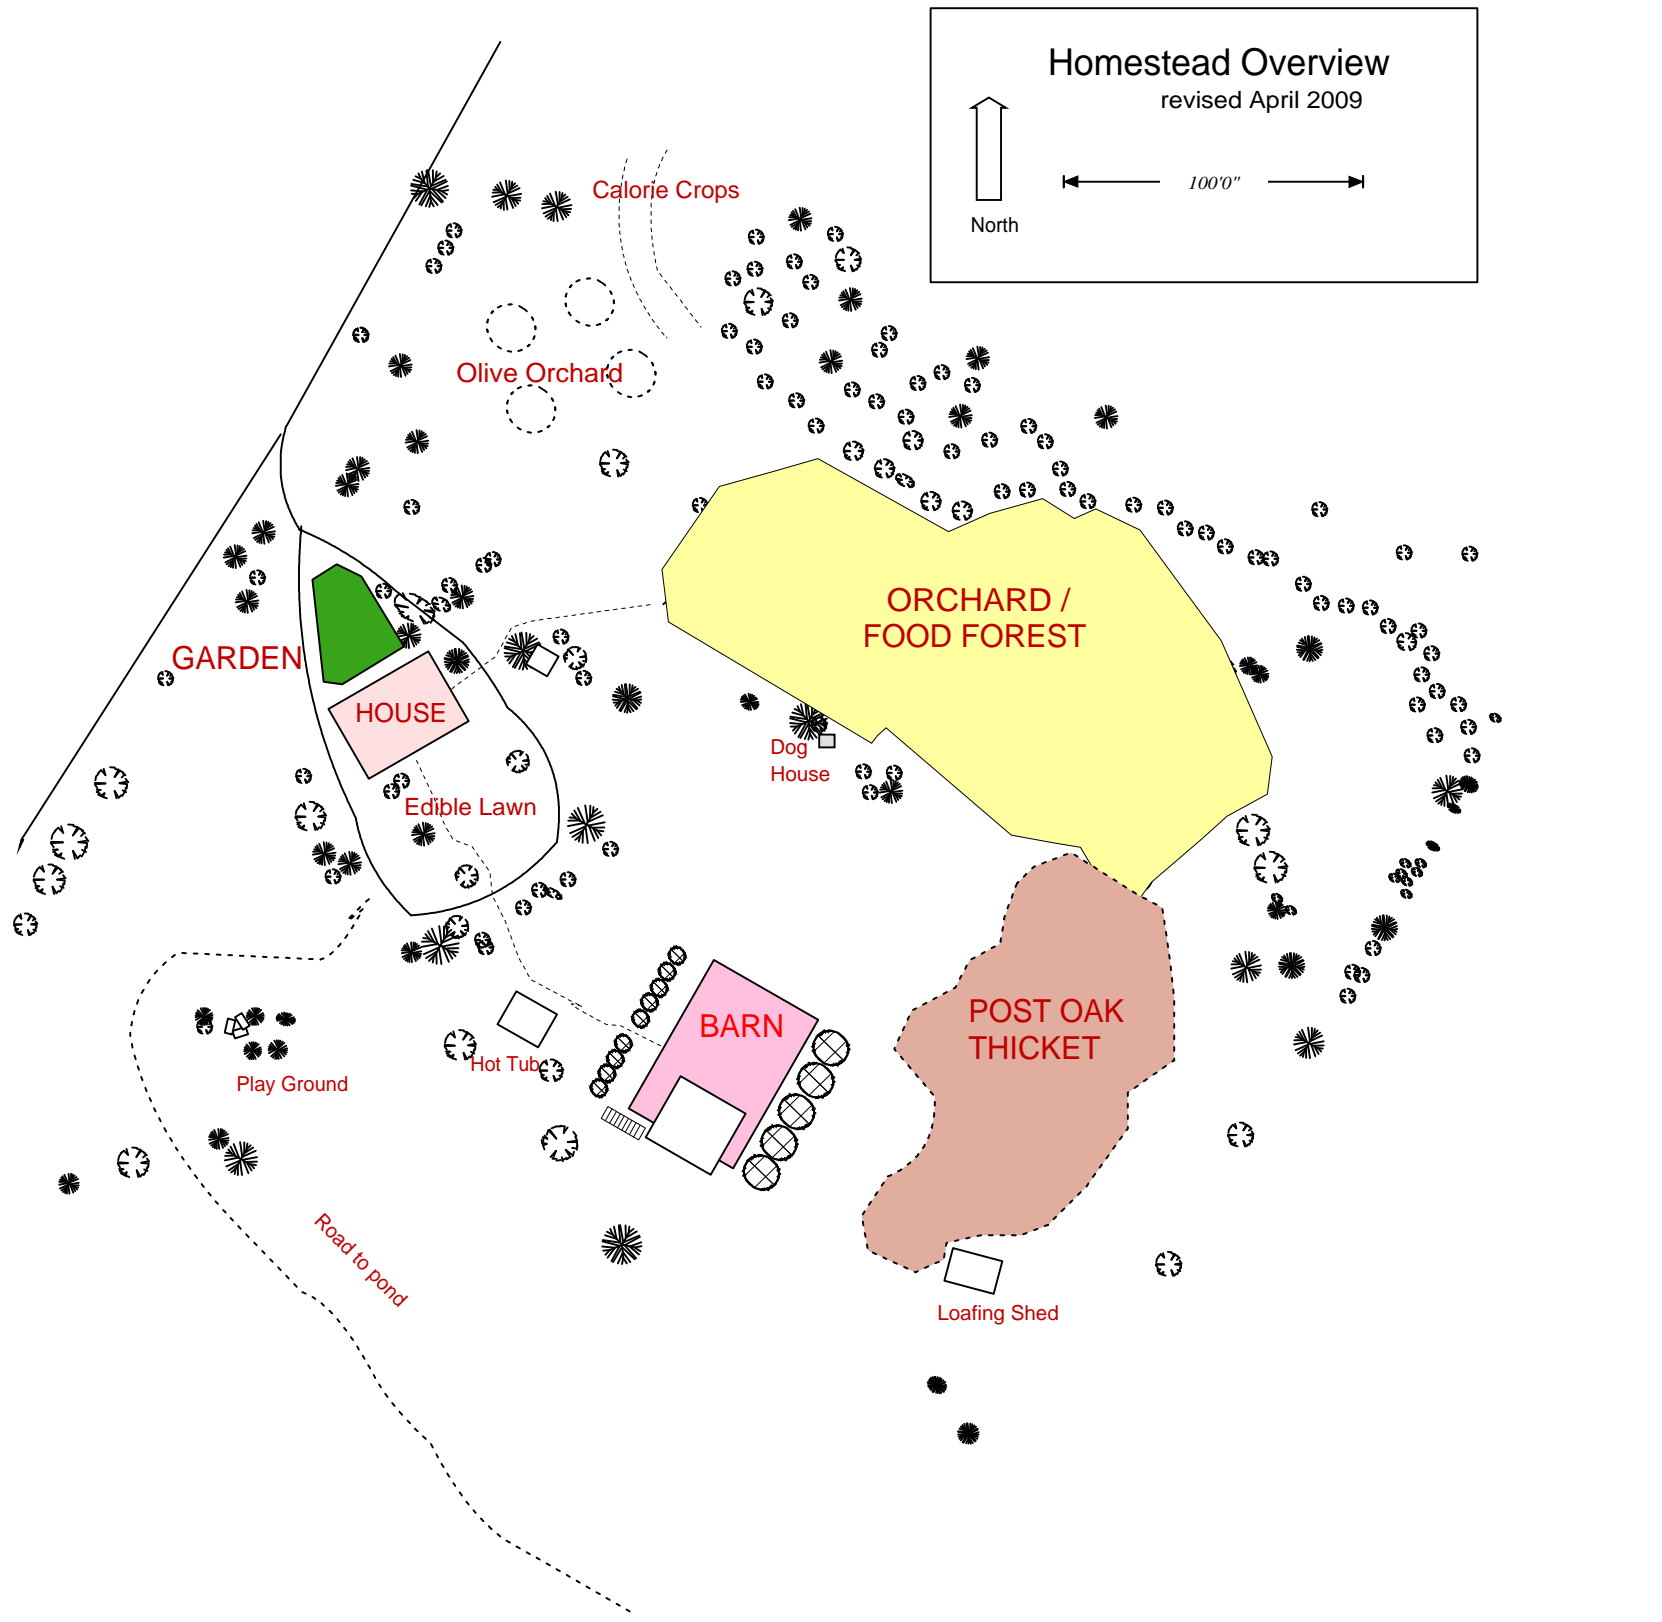 Homestead Overview
revised April 2009
100'0"
North
Calorie Crops
Olive Orchard
ORCHARD /
FOOD FOREST
GARDEN
HOUSE
Dog
House
Edible Lawn
POST OAK
THICKET
BARN
Hot Tub
Play Ground
Road to pond
Loafing Shed